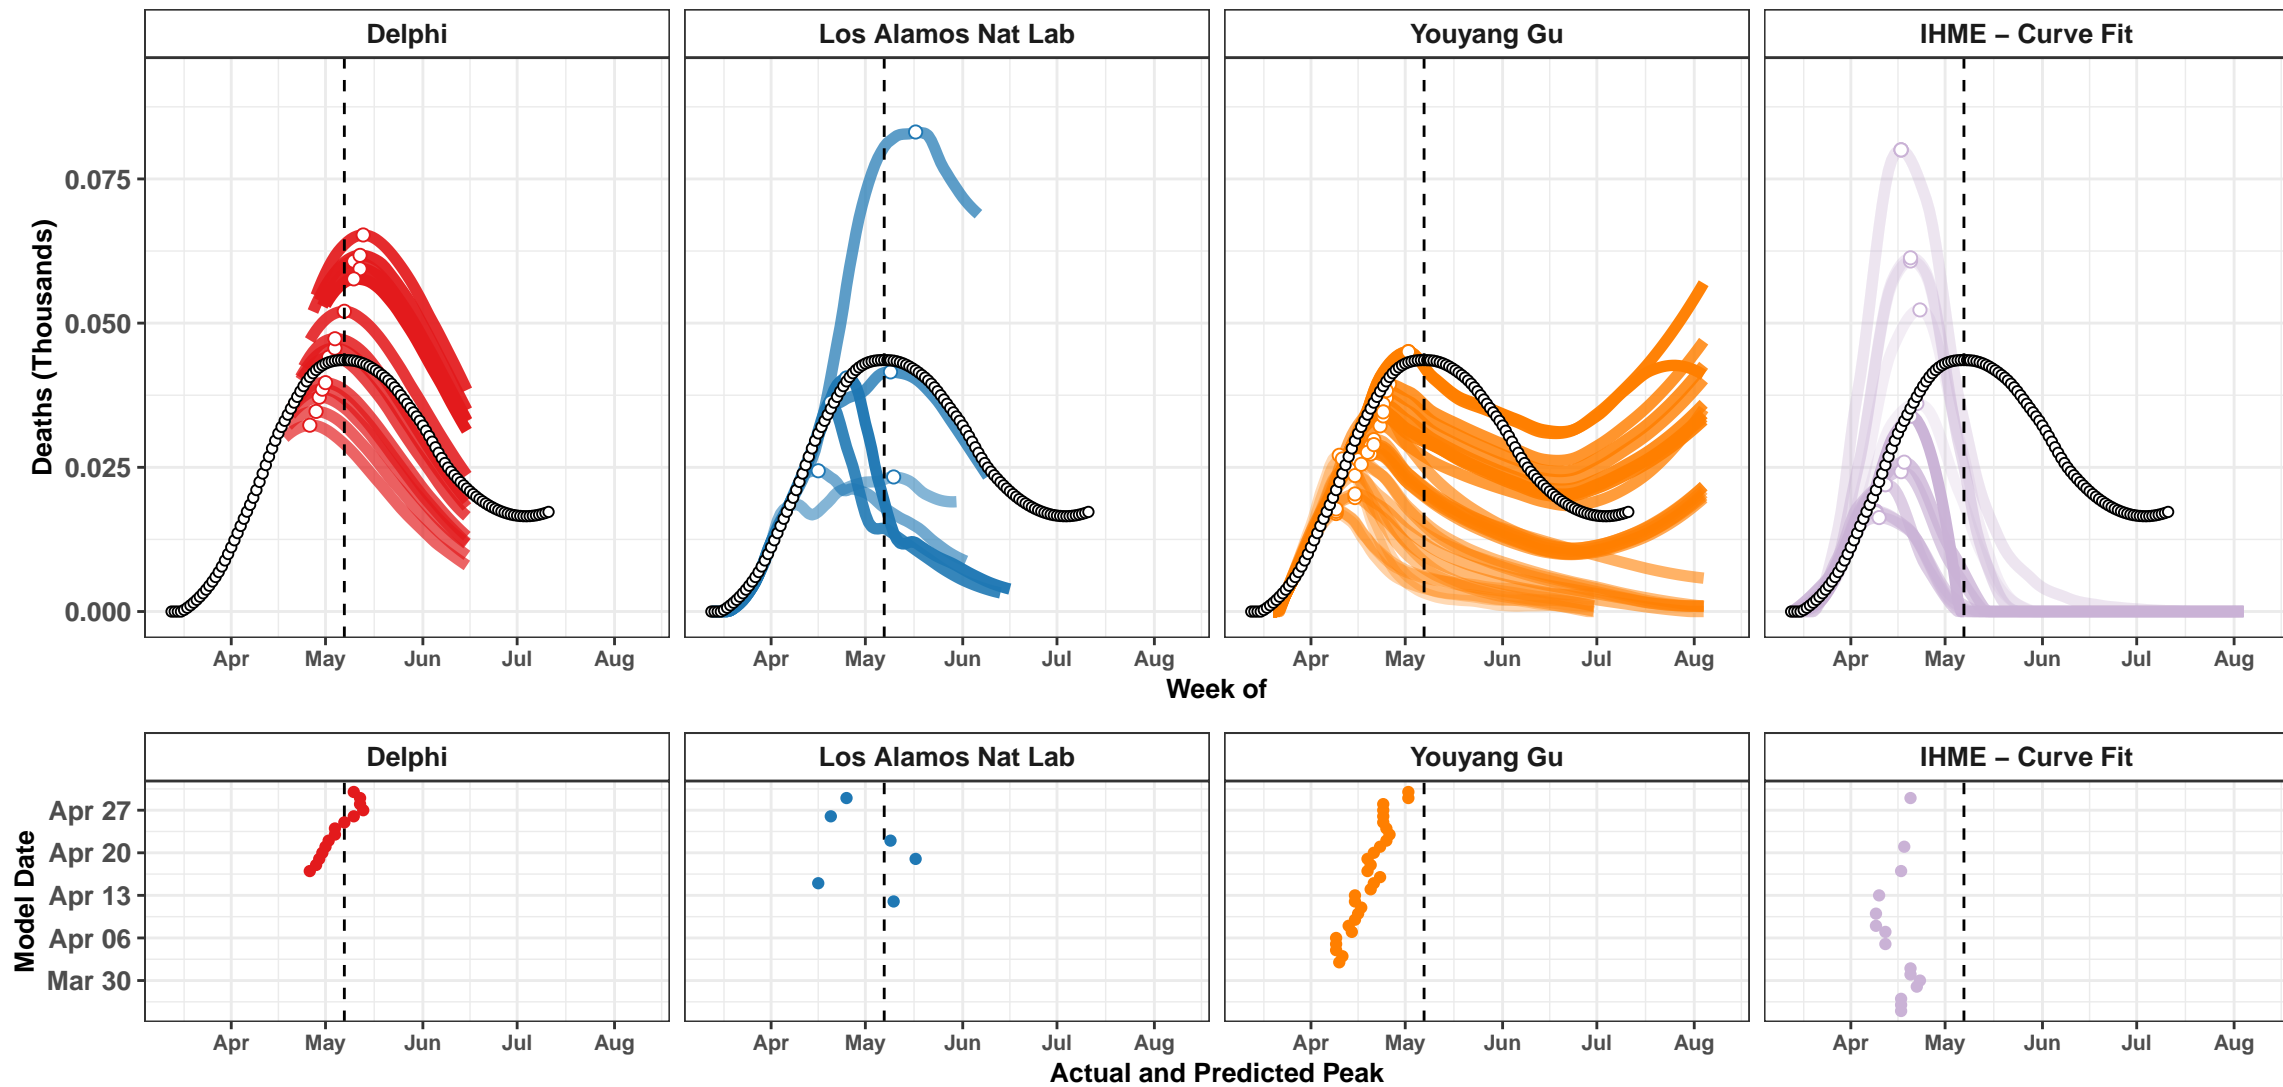 Delphi Los Alamos Nat Lab Youyang Gu IHME – Curve Fit
Deaths (Thousands)
0.075
0.050
0.025
0.000
Apr May Jun Jul Aug Apr May Jun Jul Aug Apr May Jun Jul Aug Apr May Jun Jul Aug
Week of
Delphi Los Alamos Nat Lab Youyang Gu IHME – Curve Fit
Model Date
Apr 27
Apr 20
Apr 13
Apr 06
Mar 30
Apr May Jun Jul Aug Apr May Jun Jul Aug Apr May Jun Jul Aug Apr May Jun Jul Aug
Actual and Predicted Peak